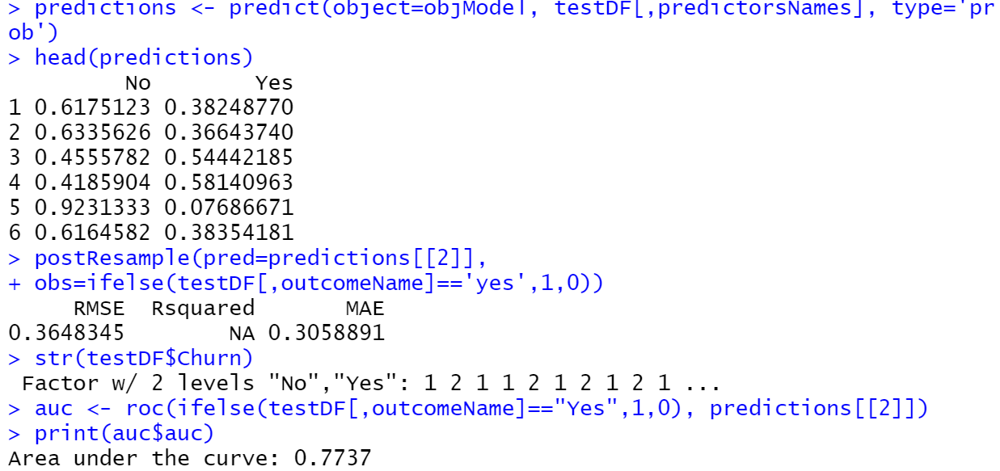 > predictions <- predict(object=objModel, testDF[,predictorsNames], type='pr
ob')
> head(predictions)
         No        Yes
1 0.6175123 0.38248770
2 0.6335626 0.36643740
3 0.4555782 0.54442185
4 0.4185904 0.58140963
5 0.9231333 0.07686671
6 0.6164582 0.38354181
> postResample(pred=predictions[[2]],
+ obs=ifelse(testDF[,outcomeName]=='yes',1,0))
     RMSE  Rsquared       MAE
0.3648345        NA 0.3058891
> str(testDF$Churn)
 Factor w/ 2 levels "No","Yes": 1 2 1 1 2 1 2 1 2 1 ...
> auc <- roc(ifelse(testDF[,outcomeName]=="Yes",1,0), predictions[[2]])
> print(auc$auc)
Area under the curve: 0.7737